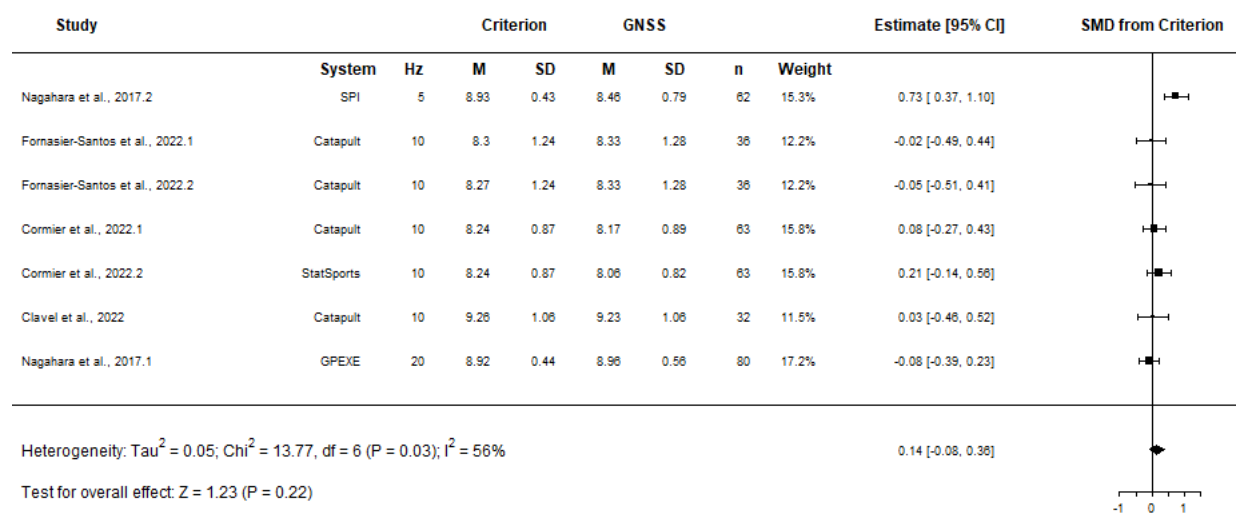 Study Criterion GNSS Estimate [95% CI] SMD from Criterion
System Hz M SD M SD n Weight
Nagahara et al., 2017.2 SPI 5 8.93 0.43 8.46 0.79 62 15.3% 0.73 [ 0.37, 1.10]
Fornasier-Santos et al., 2022.1 Catapult 10 8.3 1.24 8.33 1.28 36 12.2% -0.02 [-0.49, 0.44]
Fornasier-Santos et al., 2022.2 Catapult 10 8.27 1.24 8.33 1.28 36 12.2% -0.05 [-0.51, 0.41]
Cormier et al., 2022.1 Catapult 10 8.24 0.87 8.17 0.89 63 15.8% 0.08 [-0.27, 0.43]
Cormier et al., 2022.2 StatSports 10 8.24 0.87 8.06 0.82 63 15.8% 0.21 [-0.14, 0.56]
Clavel et al., 2022 Catapult 10 9.26 1.06 9.23 1.06 32 11.5% 0.03 [-0.46, 0.52]
Nagahara et al., 2017.1 GPEXE 20 8.92 0.44 8.96 0.56 80 17.2% -0.08 [-0.39, 0.23]
Heterogeneity: Tau² = 0.05; Chi² = 13.77, df = 6 (P = 0.03); I² = 56% 0.14 [-0.08, 0.36]
Test for overall effect: Z = 1.23 (P = 0.22)
-1 0 1